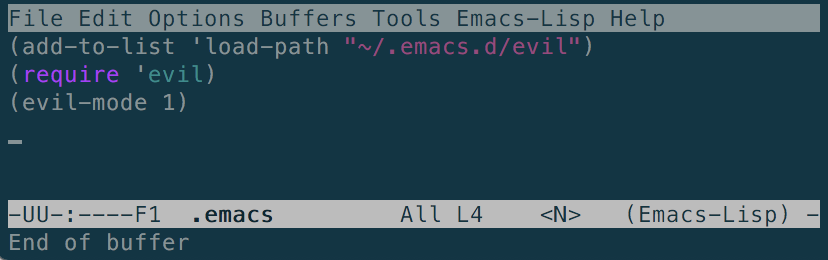 File Edit Options Buffers Tools Emacs-Lisp Help
(add-to-list 'load-path "~/.emacs.d/evil")
(require 'evil)
(evil-mode 1)
-UU-:----F1  .emacs         All L4    <N>   (Emacs-Lisp) -
End of buffer